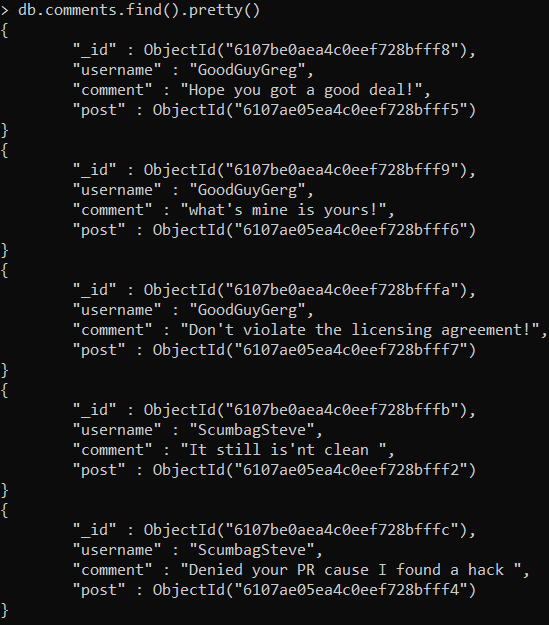 > db.comments.find().pretty()
{
"_id" : ObjectId("6107be0aea4c0eef728bfff8"),
"username" : "GoodGuyGreg",
"comment" : "Hope you got a good deal!",
"post" : ObjectId("6107ae05ea4c0eef728bfff5")
}
{
"_id" : ObjectId("6107be0aea4c0eef728bfff9"),
"username" : "GoodGuyGerg",
"comment" : "what's mine is yours!",
"post" : ObjectId("6107ae05ea4c0eef728bfff6")
}
{
"_id" : ObjectId("6107be0aea4c0eef728bfffa"),
"username" : "GoodGuyGerg",
"comment" : "Don't violate the licensing agreement!",
"post" : ObjectId("6107ae05ea4c0eef728bfff7")
}
{
"_id" : ObjectId("6107be0aea4c0eef728bfffb"),
"username" : "ScumbagSteve",
"comment" : "It still is'nt clean ",
"post" : ObjectId("6107ae05ea4c0eef728bfff2")
}
{
"_id" : ObjectId("6107be0aea4c0eef728bfffc"),
"username" : "ScumbagSteve",
"comment" : "Denied your PR cause I found a hack ",
"post" : ObjectId("6107ae05ea4c0eef728bfff4")
}